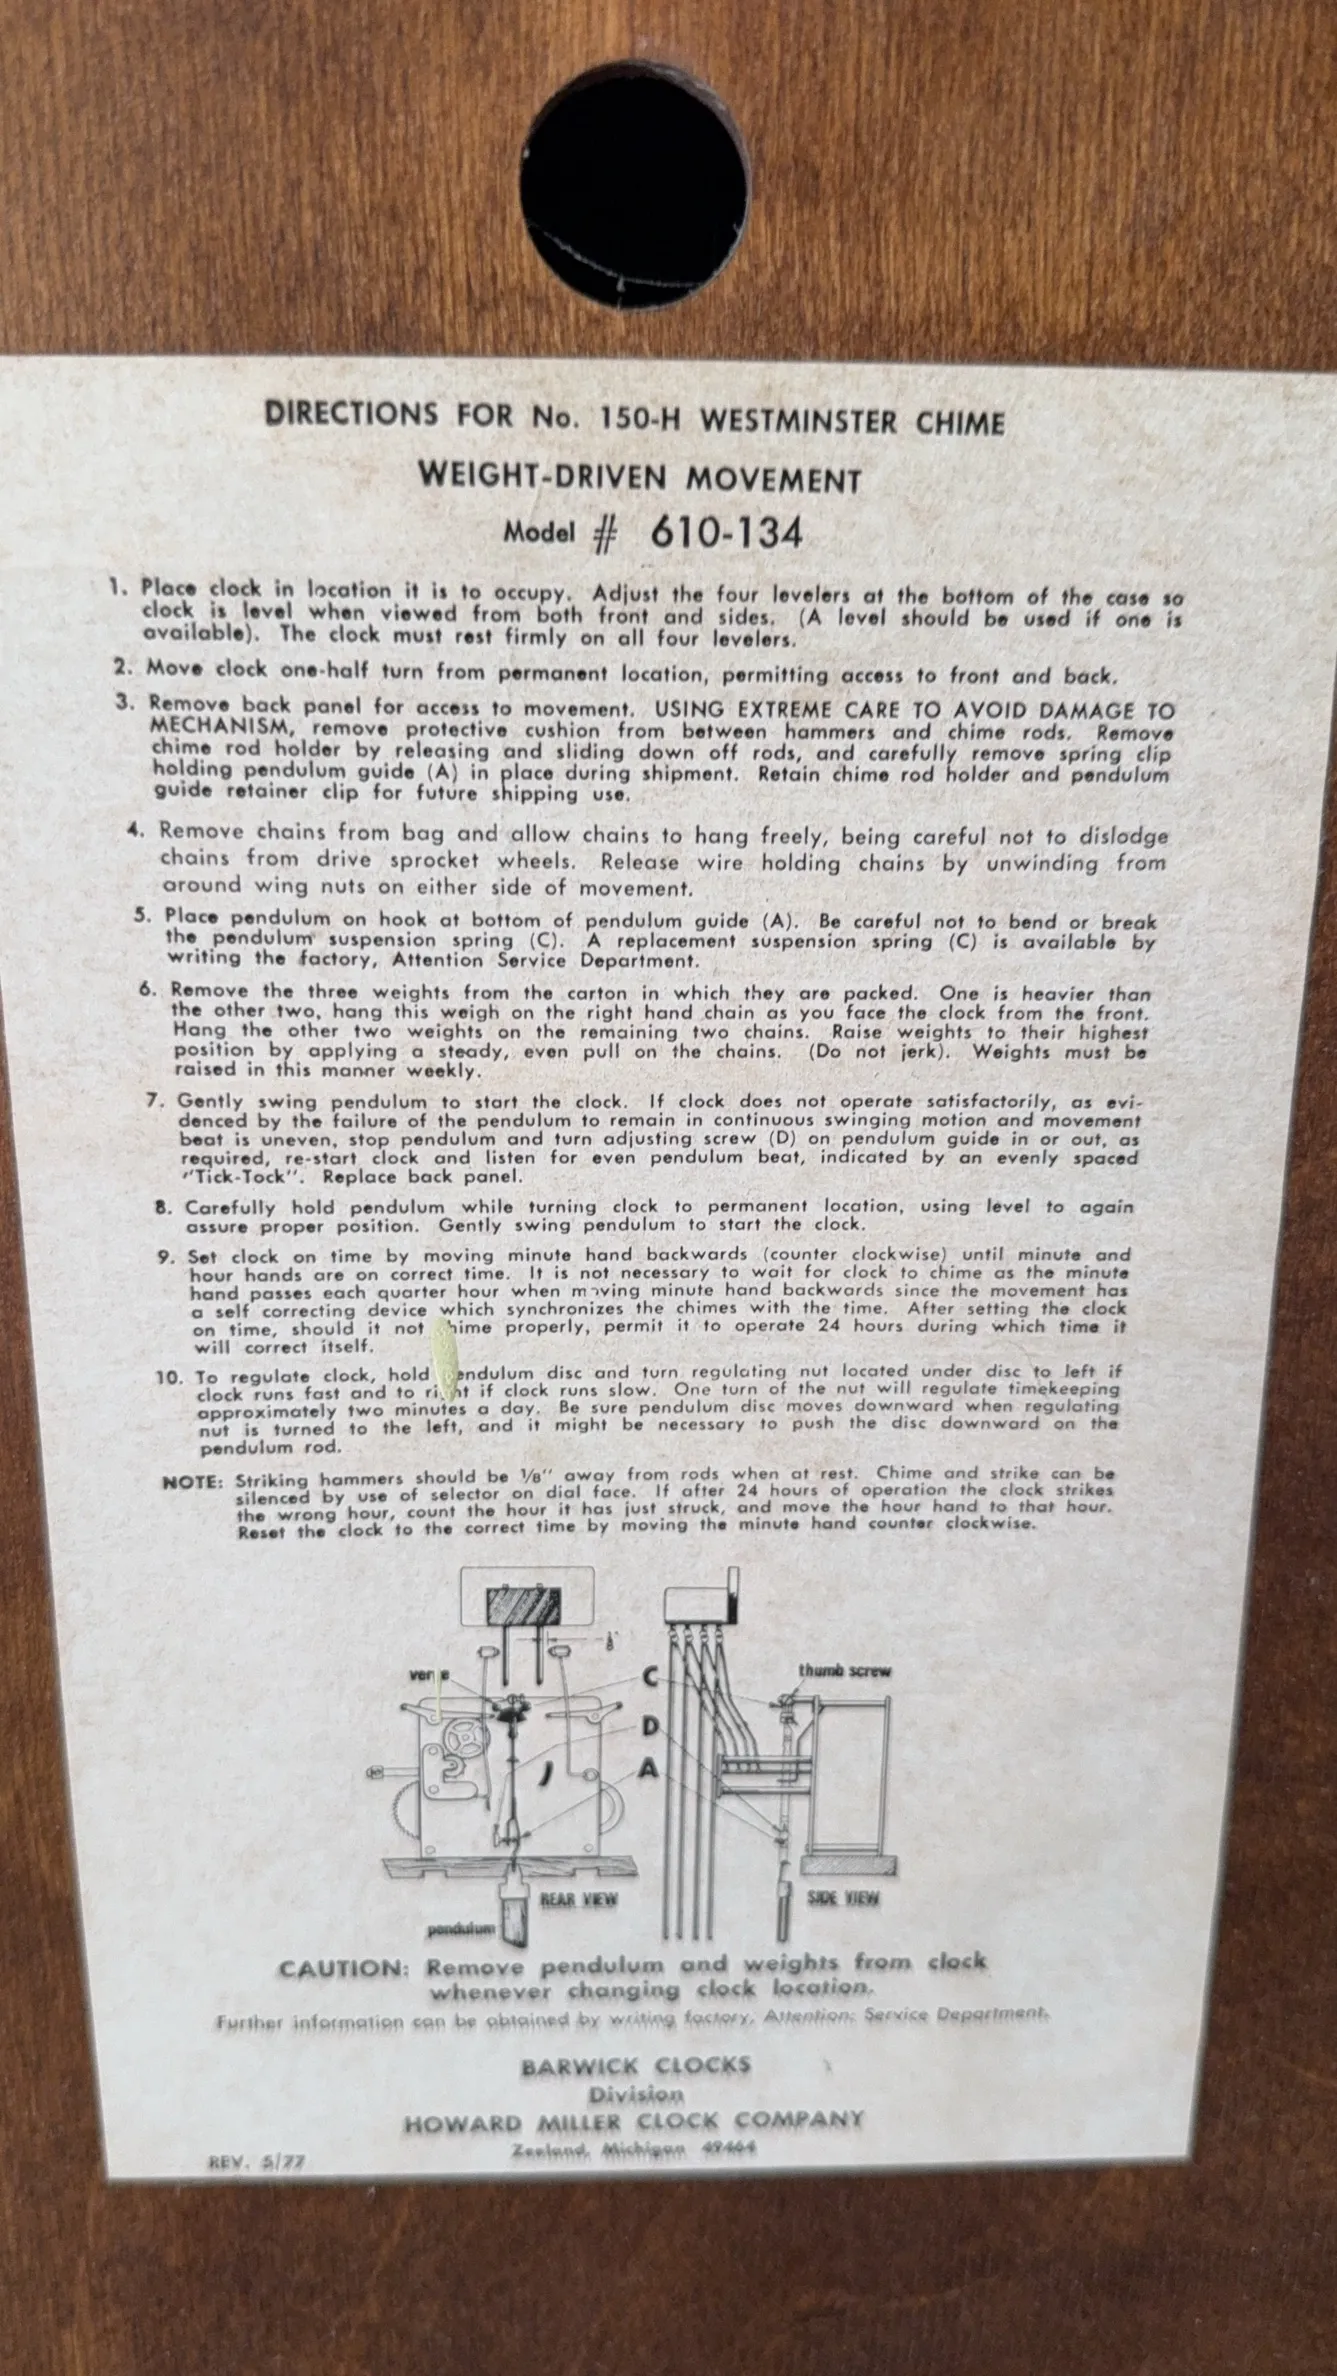 DIRECTIONS FOR No. 150-H WESTMINSTER CHIME
WEIGHT-DRIVEN MOVEMENT
Model # 610-134
1. Place clock in location it is to occupy. Adjust the four levelers at the bottom of the case so
clock is level when viewed from both front and sides. (A level should be used if one is
available). The clock must rest firmly on all four levelers.
2. Move clock one-half turn from permanent location, permitting access to front and back.
3. Remove back panel for access to movement. USING EXTREME CARE TO AVOID DAMAGE TO
MECHANISM, remove protective cushion from between hammers and chime rods. Remove
chime rod holder by releasing and sliding down off rods, and carefully remove spring clip
holding pendulum guide (A) in place during shipment. Retain chime rod holder and pendulum
guide retainer clip for future shipping use.
4. Remove chains from bag and allow chains to hang freely, being careful not to dislodge
chains from drive sprocket wheels. Release wire holding chains by unwinding from
around wing nuts on either side of movement.
5. Place pendulum on hook at bottom of pendulum guide (A). Be careful not to bend or break
the pendulum suspension spring (C). A replacement suspension spring (C) is available by
writing the factory, Attention Service Department.
6. Remove the three weights from the carton in which they are packed. One is heavier than
the other two, hang this weigh on the right hand chain as you face the clock from the front.
Hang the other two weights on the remaining two chains. Raise weights to their highest
position by applying a steady, even pull on the chains. (Do not jerk). Weights must be
raised in this manner weekly.
7. Gently swing pendulum to start the clock. If clock does not operate satisfactorily, as evi-
denced by the failure of the pendulum to remain in continuous swinging motion and movement
beat is uneven, stop pendulum and turn adjusting screw (D) on pendulum guide in or out, as
required, re-start clock and listen for even pendulum beat, indicated by an evenly spaced
"Tick-Tock". Replace back panel.
8. Carefully hold pendulum while turning clock to permanent location, using level to again
assure proper position. Gently swing pendulum to start the clock.
9. Set clock on time by moving minute hand backwards (counter clockwise) until minute and
hour hands are on correct time. It is not necessary to wait for clock to chime as the minute
hand passes each quarter hour when moving minute hand backwards since the movement has
a self correcting device which synchronizes the chimes with the time. After setting the clock
on time, should it not chime properly, permit it to operate 24 hours during which time it
will correct itself.
10. To regulate clock, hold pendulum disc and turn regulating nut located under disc to left if
clock runs fast and to right if clock runs slow. One turn of the nut will regulate timekeeping
approximately two minutes a day. Be sure pendulum disc moves downward when regulating
nut is turned to the left, and it might be necessary to push the disc downward on the
pendulum rod.
NOTE: Striking hammers should be 1/8" away from rods when at rest. Chime and strike can be
silenced by use of selector on dial face. If after 24 hours of operation the clock strikes
the wrong hour, count the hour it has just struck, and move the hour hand to that hour.
Reset the clock to the correct time by moving the minute hand counter clockwise.
verge
C
thumb screw
D
A
REAR VIEW
SIDE VIEW
pendulum
CAUTION: Remove pendulum and weights from clock
whenever changing clock location.
Further information can be obtained by writing factory, Attention: Service Department.
BARWICK CLOCKS
Division
HOWARD MILLER CLOCK COMPANY
Zeeland, Michigan 49464
REV. 5/77